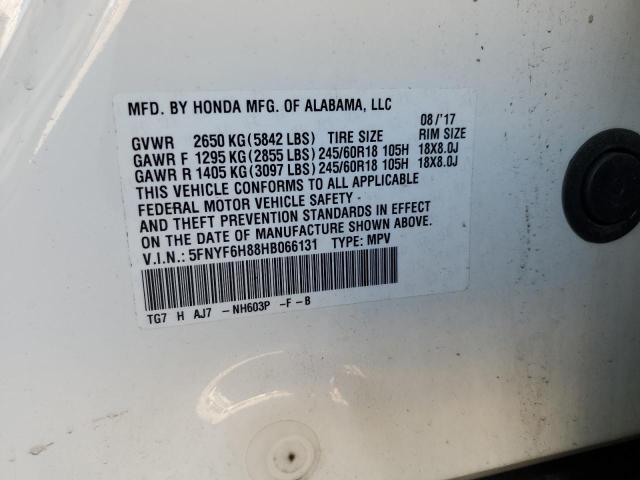 MFD. BY HONDA MFG. OF ALABAMA, LLC 08/'17
GVWR 2650 KG (5842 LBS) TIRE SIZE RIM SIZE
GAWR F 1295 KG (2855 LBS) 245/60R18 105H 18X8.0J
GAWR R 1405 KG (3097 LBS) 245/60R18 105H 18X8.0J
THIS VEHICLE CONFORMS TO ALL APPLICABLE
FEDERAL MOTOR VEHICLE SAFETY
AND THEFT PREVENTION STANDARDS IN EFFECT
ON THE DATE OF MANUFACTURE SHOWN ABOVE.
V.I.N.: 5FNYF6H88HB066131 TYPE: MPV
TG7 H AJ7 -NH603P -F-B